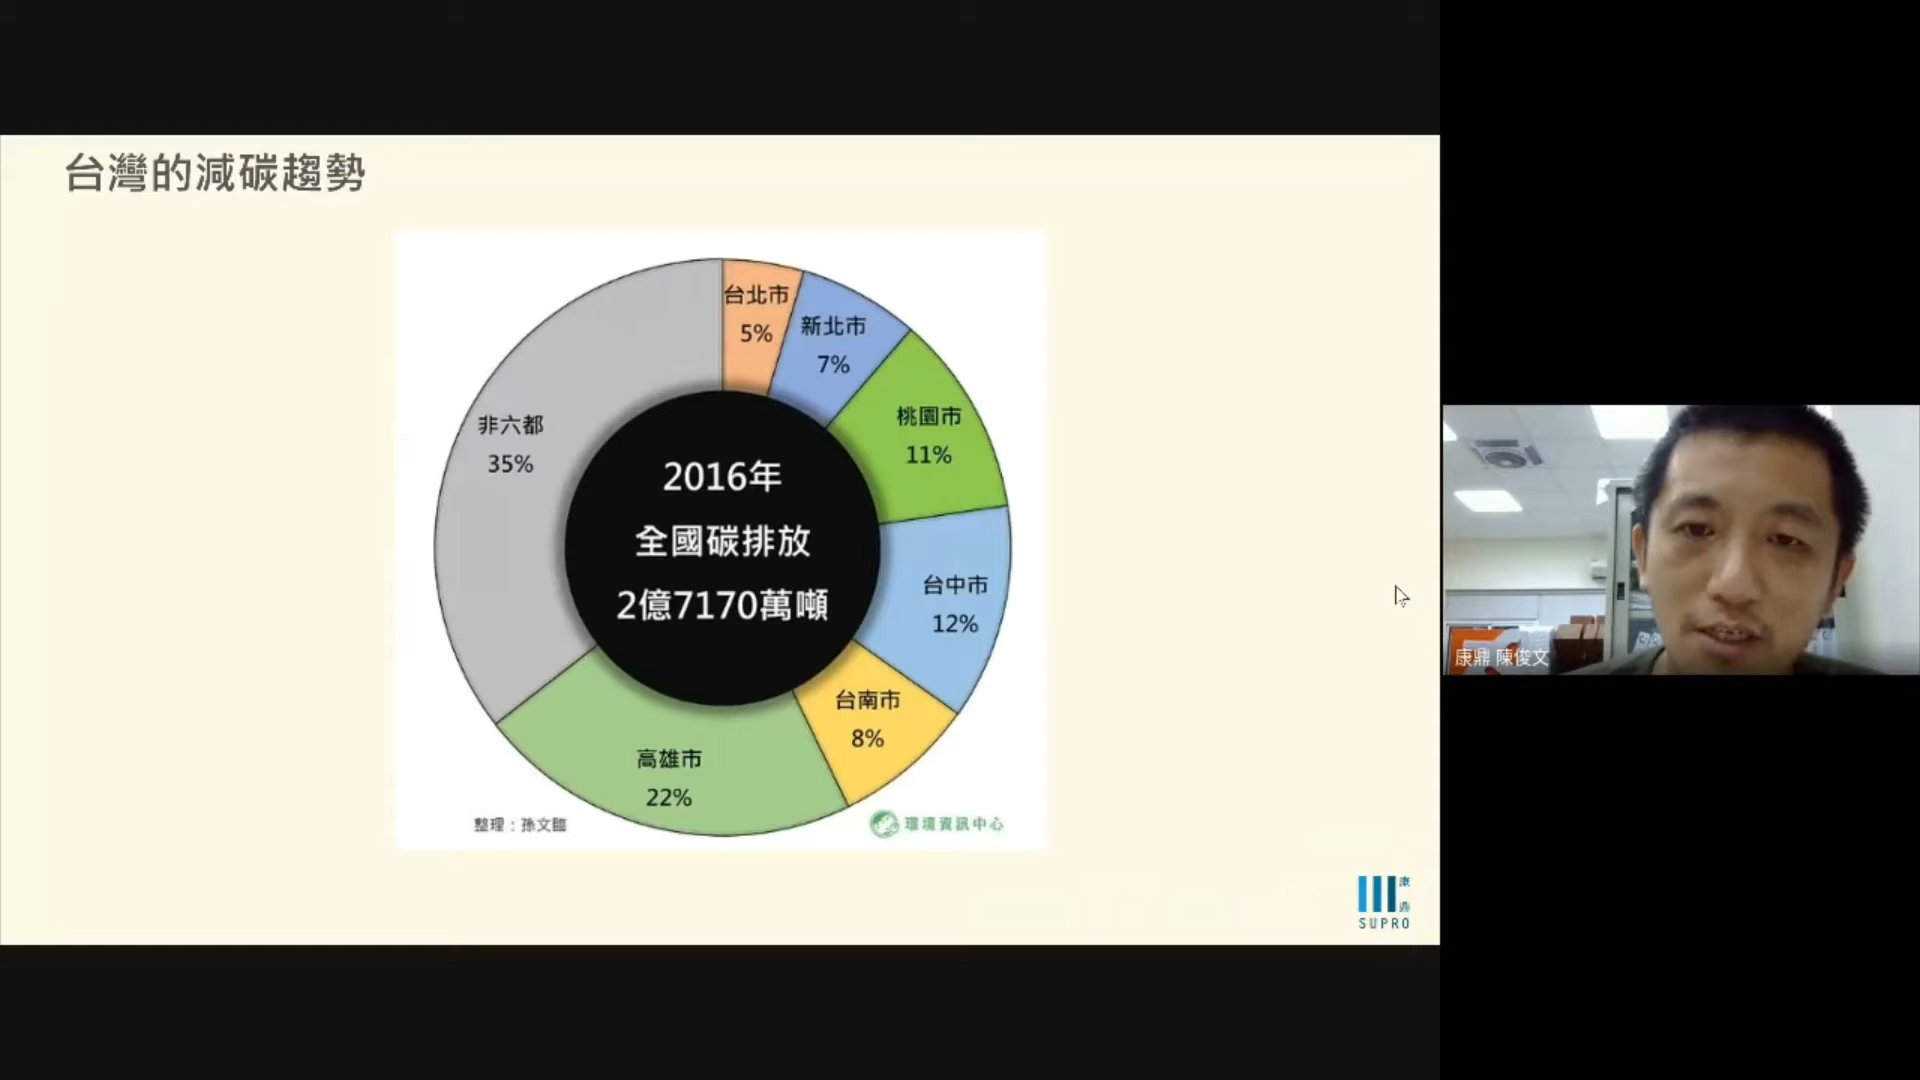 台灣的減碳趨勢
台北市
5%
新北市
7%
桃園市
11%
台中市
12%
台南市
8%
高雄市
22%
非六都
35%
2016年
全國碳排放
2億7170萬噸
整理：孫文臨
環境資訊中心
康鼎
SUPRO
康鼎 陳俊文